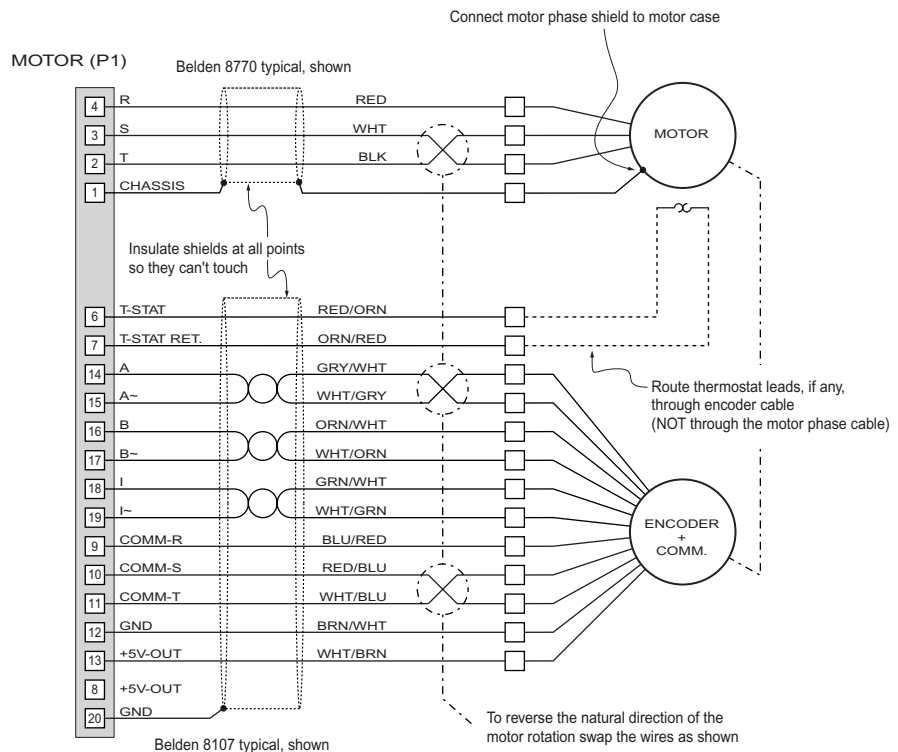 Connect motor phase shield to motor case
MOTOR (P1)
Belden 8770 typical, shown
4 R RED
3 S WHT
2 T BLK
1 CHASSIS
MOTOR
Insulate shields at all points
so they can't touch
6 T-STAT RED/ORN
7 T-STAT RET. ORN/RED
14 A GRY/WHT
15 A~ WHT/GRY
16 B ORN/WHT
17 B~ WHT/ORN
18 I GRN/WHT
19 I~ WHT/GRN
9 COMM-R BLU/RED
10 COMM-S RED/BLU
11 COMM-T WHT/BLU
12 GND BRN/WHT
13 +5V-OUT WHT/BRN
8 +5V-OUT
20 GND
Route thermostat leads, if any,
through encoder cable
(NOT through the motor phase cable)
ENCODER
+
COMM.
To reverse the natural direction of the
motor rotation swap the wires as shown
Belden 8107 typical, shown